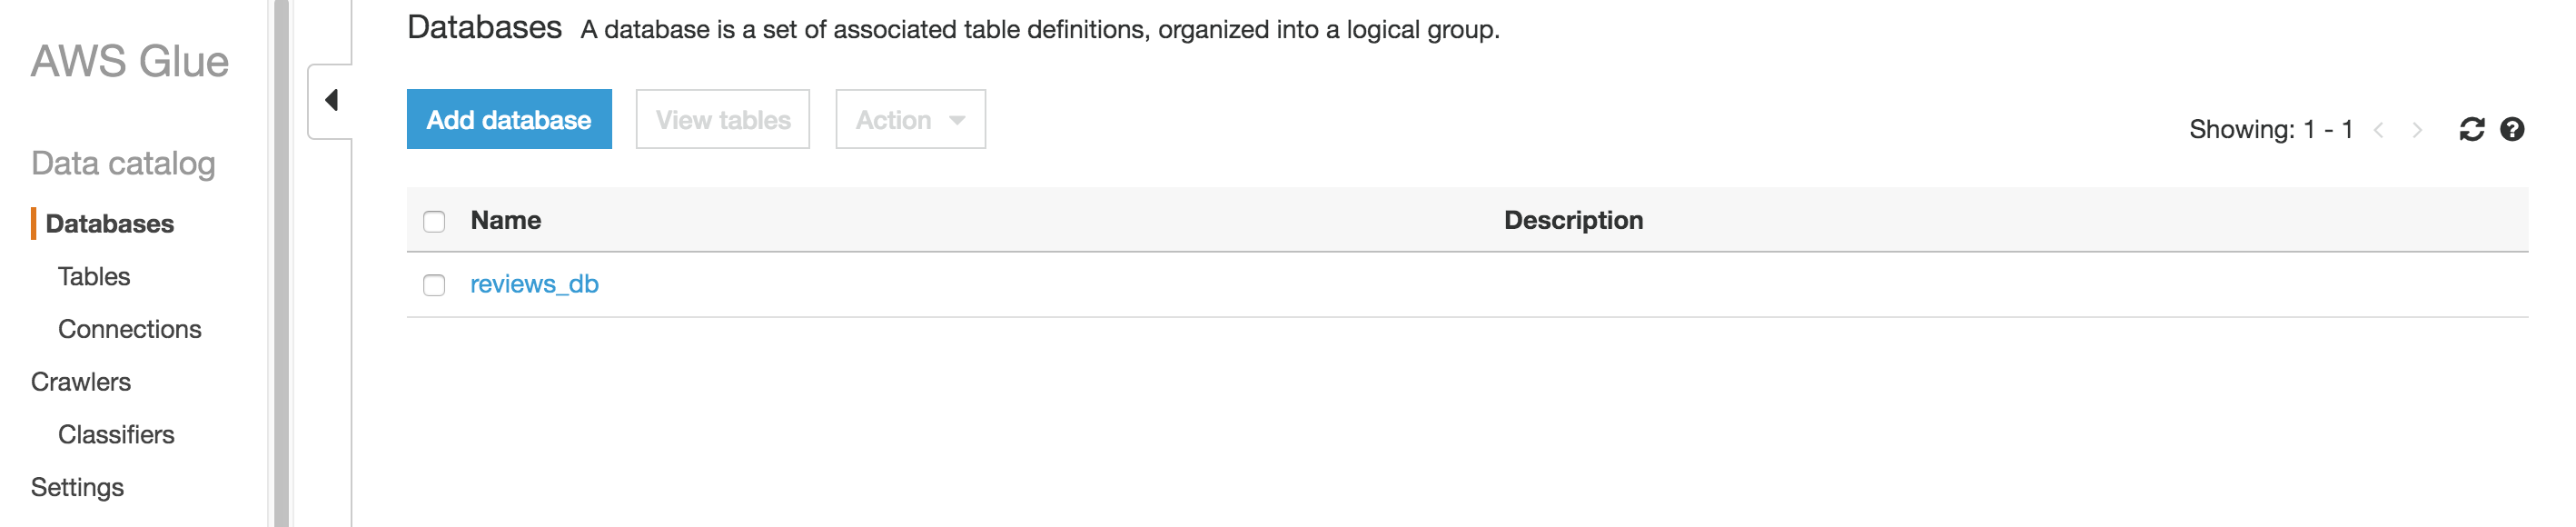 AWS Glue
Data catalog
Databases
Tables
Connections
Crawlers
Classifiers
Settings
Databases A database is a set of associated table definitions, organized into a logical group.
Add database View tables Action
Showing: 1 - 1
Name Description
reviews_db